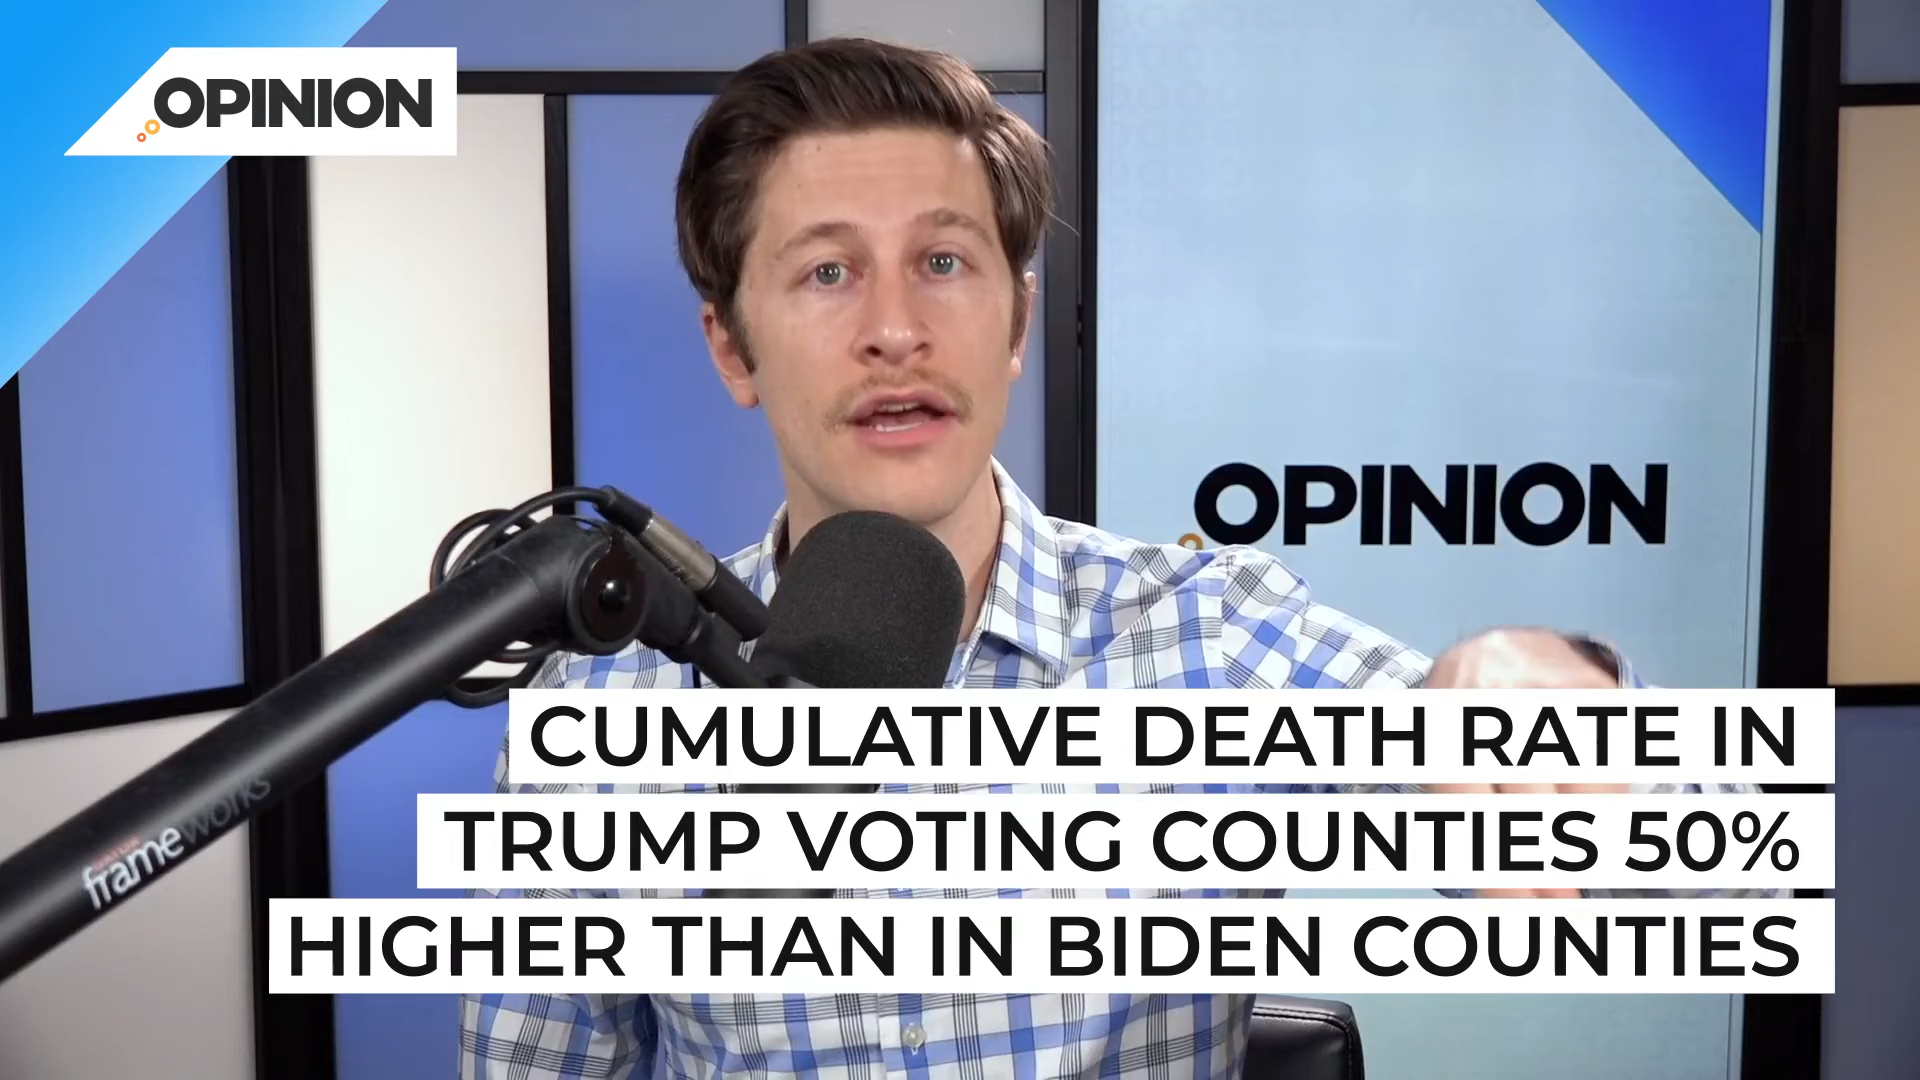 OPINION
OPINION
frameworks
CUMULATIVE DEATH RATE IN
TRUMP VOTING COUNTIES 50%
HIGHER THAN IN BIDEN COUNTIES